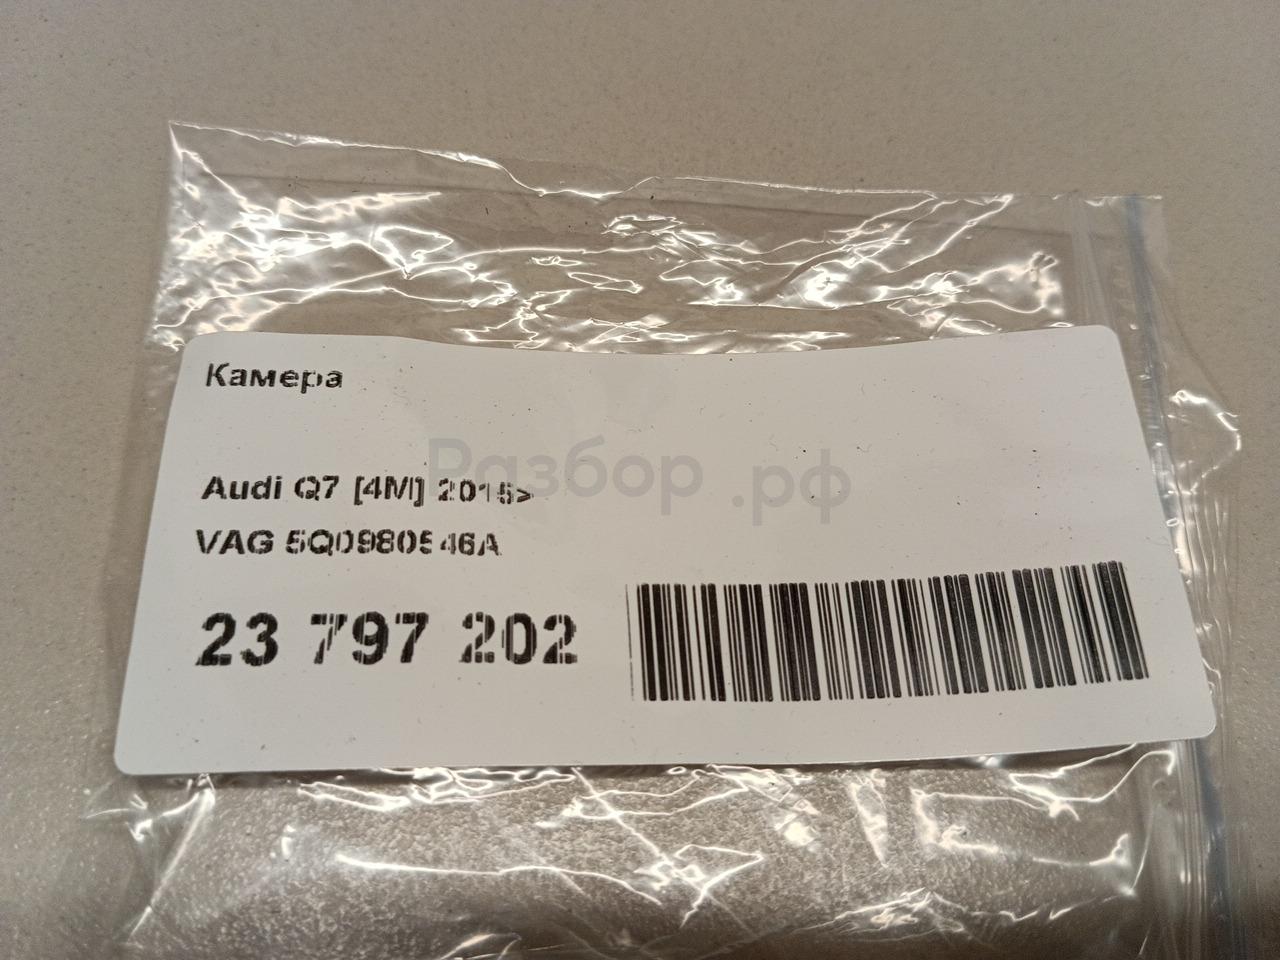 Камера
Audi Q7 [4M] 2015>
VAG 5Q0980546A
23 797 202
Разбор.рф